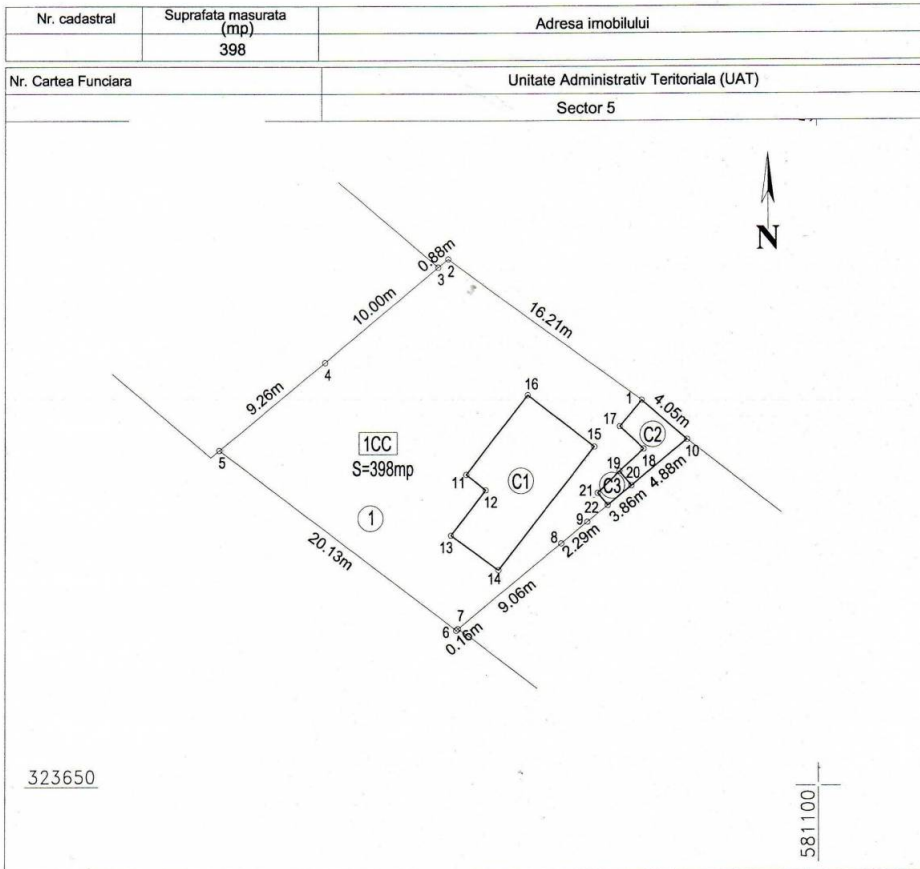 Nr. cadastral
Suprafata masurata
(mp)
Adresa imobilului
398
Nr. Cartea Funciara
Unitate Administrativ Teritoriala (UAT)
Sector 5
N
0.88m
2
3
10.00m
16.21m
4
9.26m
16
1
4.05m
17
C2
15
18
10
5
1CC
S=398mp
11
12
C1
19
20
4.88m
21
C3
22
3.86m
1
13
9
8
2.29m
14
20.13m
9.06m
7
6
0.16m
323650
581100